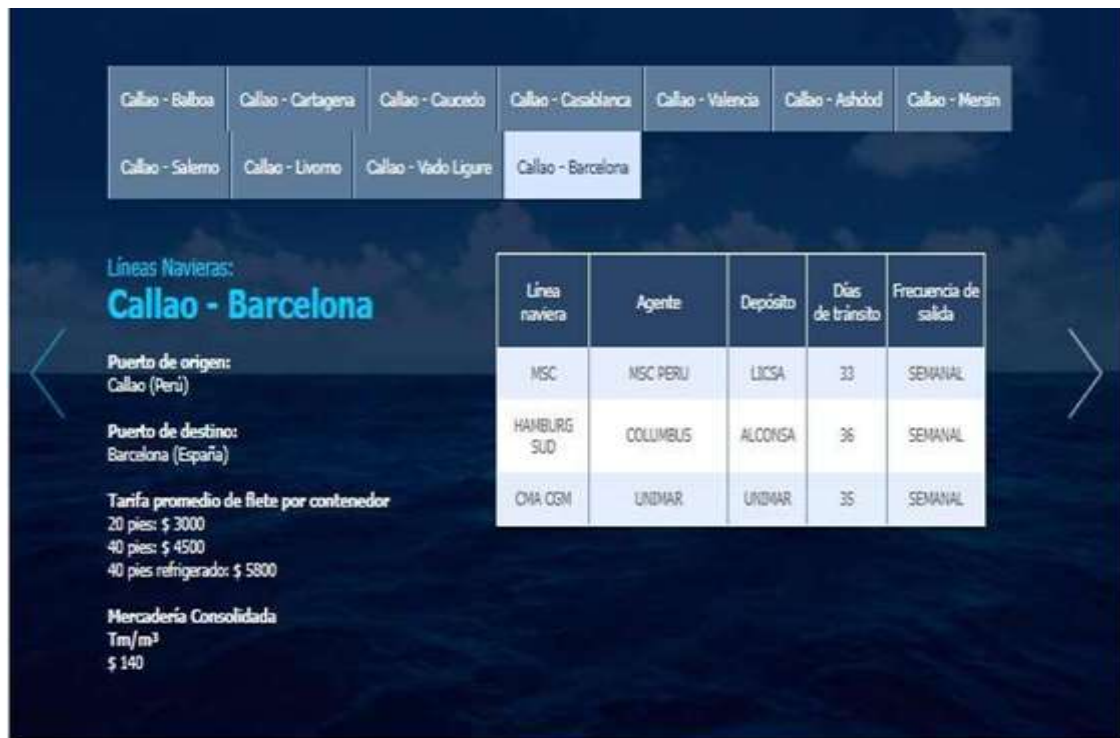 Callao - Balboa
Callao - Cartagena
Callao - Caucedo
Callao - Casablanca
Callao - Valencia
Callao - Ashdod
Callao - Mersin
Callao - Salerno
Callao - Livorno
Callao - Vado Ligure
Callao - Barcelona
Líneas Navieras:
Callao - Barcelona
Puerto de origen:
Callao (Perú)
Puerto de destino:
Barcelona (España)
Tarifa promedio de flete por contenedor
20 pies: $ 3000
40 pies: $ 4500
40 pies refrigerado: $ 5800
Mercadería Consolidada
Tm/m³
$ 140
Línea
naviera
Agente
Depósito
Días
de tránsito
Frecuencia de
salida
MSC
MSC PERU
LICSA
33
SEMANAL
HAMBURG
SUD
COLUMBUS
ALCONSA
36
SEMANAL
CMA CGM
UNIMAR
UNIMAR
35
SEMANAL